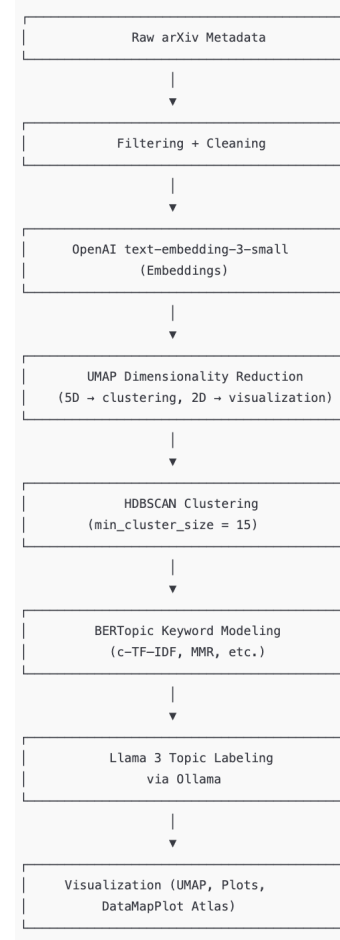 Raw arXiv Metadata
Filtering + Cleaning
OpenAI text-embedding-3-small
(Embeddings)
UMAP Dimensionality Reduction
(5D → clustering, 2D → visualization)
HDBSCAN Clustering
(min_cluster_size = 15)
BERTopic Keyword Modeling
(c-TF-IDF, MMR, etc.)
Llama 3 Topic Labeling
via Ollama
Visualization (UMAP, Plots,
DataMapPlot Atlas)